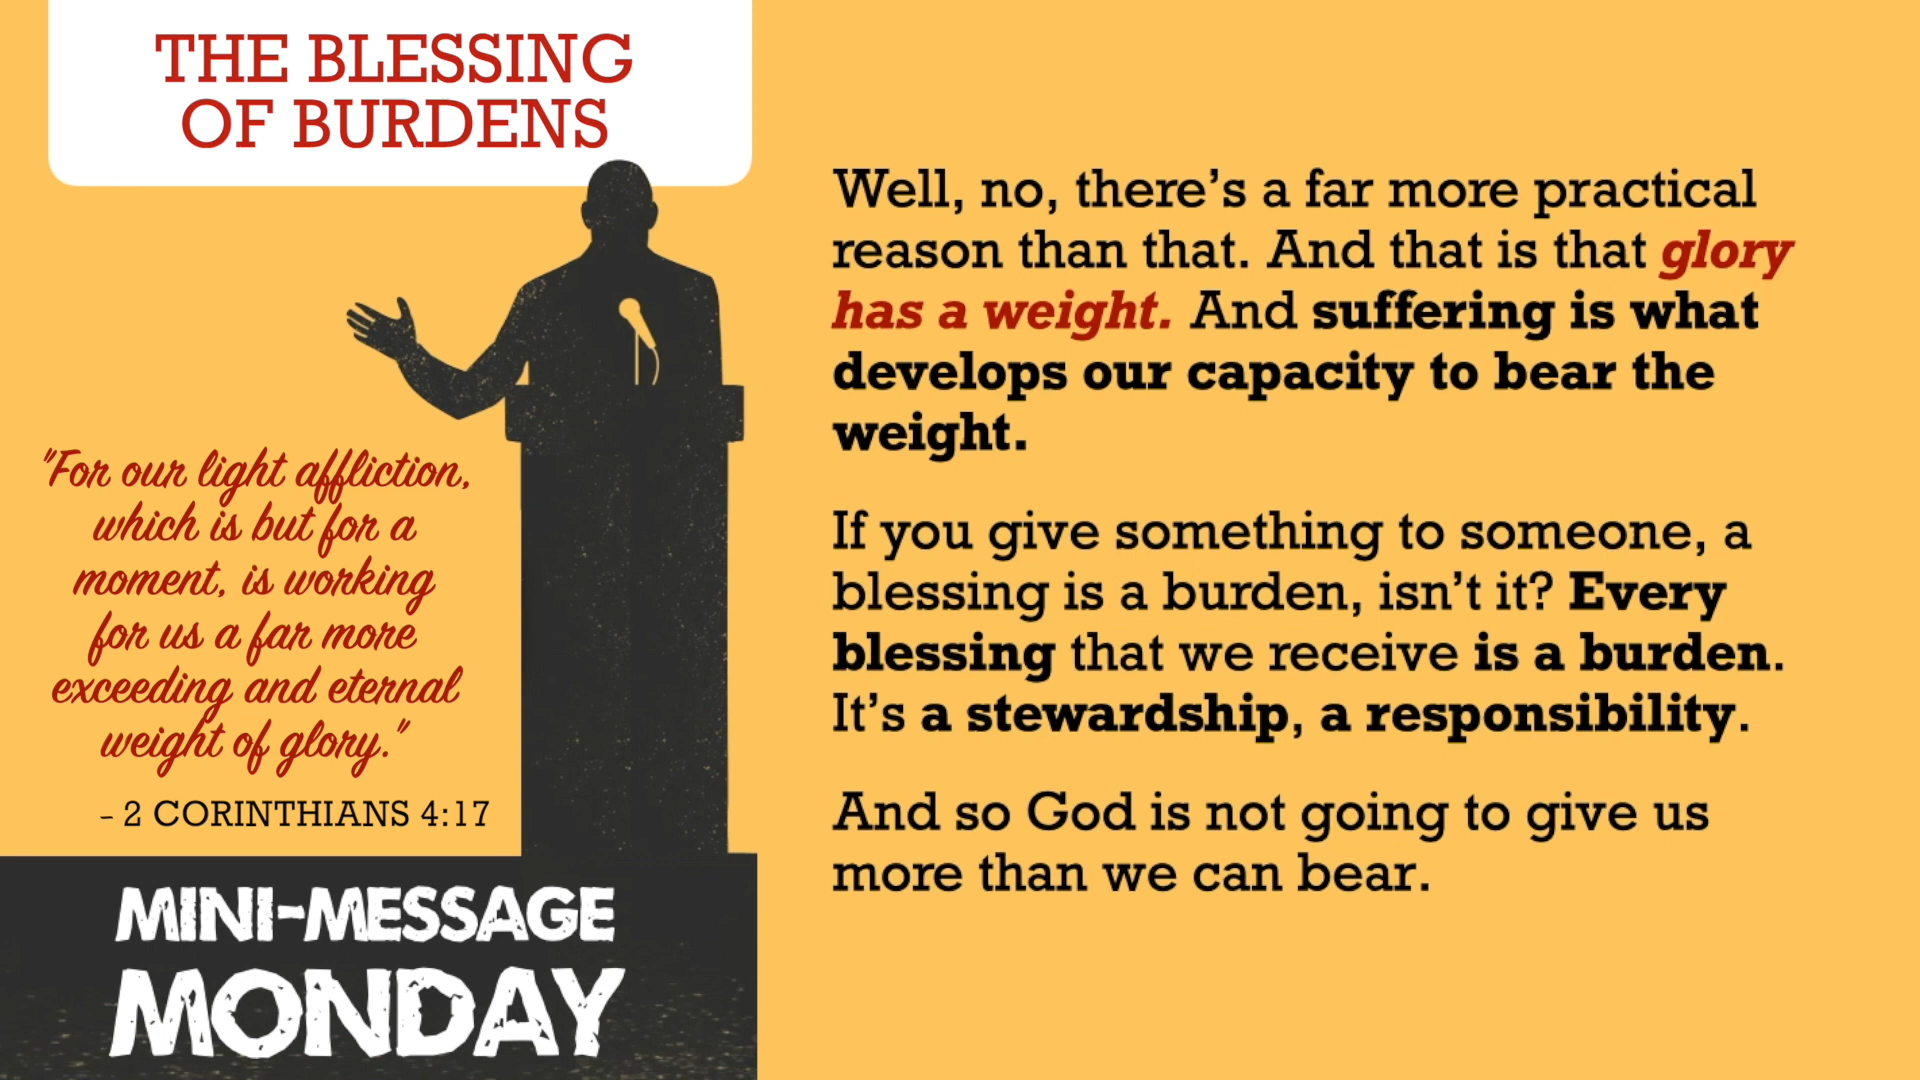 THE BLESSING
OF BURDENS
"For our light affliction,
which is but for a
moment, is working
for us a far more
exceeding and eternal
weight of glory."
- 2 CORINTHIANS 4:17
MINI-MESSAGE
MONDAY
Well, no, there's a far more practical
reason than that. And that is that glory
has a weight. And suffering is what
develops our capacity to bear the
weight.
If you give something to someone, a
blessing is a burden, isn't it? Every
blessing that we receive is a burden.
It's a stewardship, a responsibility.
And so God is not going to give us
more than we can bear.